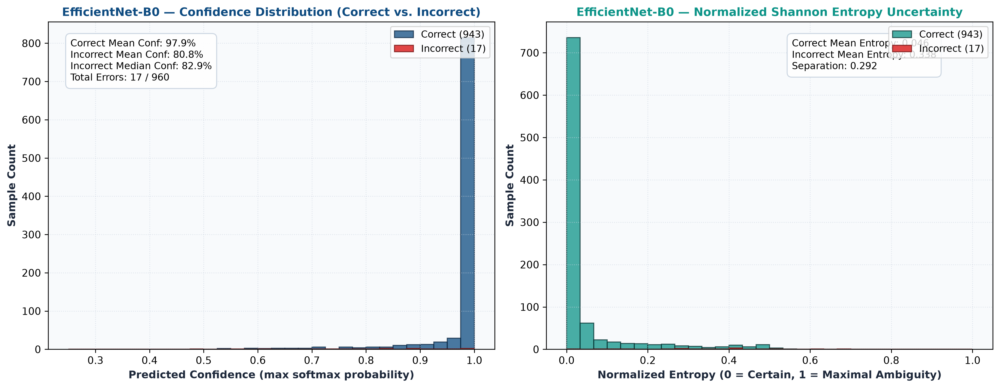 EfficientNet-B0 — Confidence Distribution (Correct vs. Incorrect)
Correct Mean Conf: 97.9%
Incorrect Mean Conf: 80.8%
Incorrect Median Conf: 82.9%
Total Errors: 17 / 960
Correct (943)
Incorrect (17)
Sample Count
800
700
600
500
400
300
200
100
0
0.3 0.4 0.5 0.6 0.7 0.8 0.9 1.0
Predicted Confidence (max softmax probability)
EfficientNet-B0 — Normalized Shannon Entropy Uncertainty
Correct Mean Entropy: 0.046
Incorrect Mean Entropy: 0.338
Separation: 0.292
Correct (943)
Incorrect (17)
Sample Count
700
600
500
400
300
200
100
0
0.0 0.2 0.4 0.6 0.8 1.0
Normalized Entropy (0 = Certain, 1 = Maximal Ambiguity)